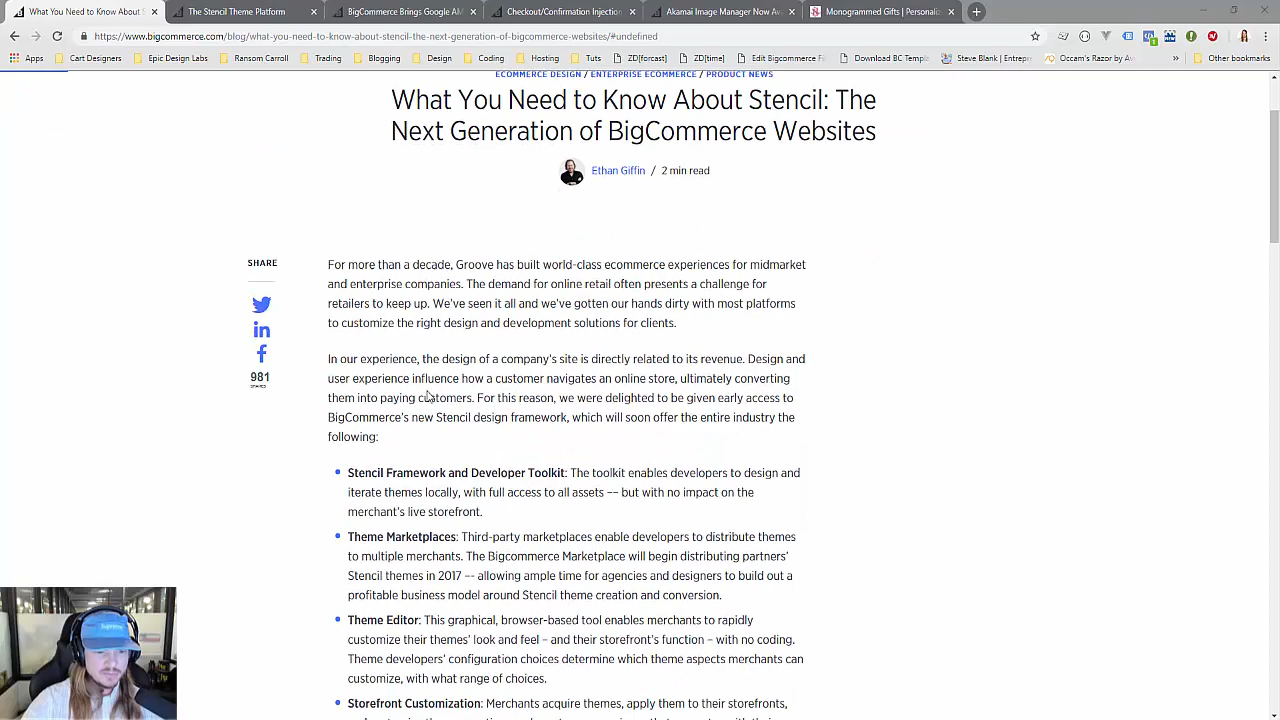 What You Need to Know About S
The Stencil Theme Platform
BigCommerce Brings Google AM
Checkout/Confirmation Injection
Akamai Image Manager Now Av
Monogrammed Gifts | Personaliz
https://www.bigcommerce.com/blog/what-you-need-to-know-about-stencil-the-next-generation-of-bigcommerce-websites/#undefined
Apps Cart Designers Epic Design Labs Ransom Carroll Trading Blogging Design Coding Hosting Tuts ZD[forcast] ZD[time] Edit Bigcommerce Fi Download BC Templ Steve Blank | Entrep Occam's Razor by Av » Other bookmarks
ECOMMERCE DESIGN / ENTERPRISE ECOMMERCE / PRODUCT NEWS
What You Need to Know About Stencil: The
Next Generation of BigCommerce Websites
Ethan Giffin / 2 min read
SHARE
981
SHARES
For more than a decade, Groove has built world-class ecommerce experiences for midmarket
and enterprise companies. The demand for online retail often presents a challenge for
retailers to keep up. We've seen it all and we've gotten our hands dirty with most platforms
to customize the right design and development solutions for clients.
In our experience, the design of a company's site is directly related to its revenue. Design and
user experience influence how a customer navigates an online store, ultimately converting
them into paying customers. For this reason, we were delighted to be given early access to
BigCommerce's new Stencil design framework, which will soon offer the entire industry the
following:
• Stencil Framework and Developer Toolkit: The toolkit enables developers to design and
iterate themes locally, with full access to all assets –– but with no impact on the
merchant's live storefront.
• Theme Marketplaces: Third-party marketplaces enable developers to distribute themes
to multiple merchants. The Bigcommerce Marketplace will begin distributing partners'
Stencil themes in 2017 –- allowing ample time for agencies and designers to build out a
profitable business model around Stencil theme creation and conversion.
• Theme Editor: This graphical, browser-based tool enables merchants to rapidly
customize their themes' look and feel – and their storefront's function – with no coding.
Theme developers' configuration choices determine which theme aspects merchants can
customize, with what range of choices.
• Storefront Customization: Merchants acquire themes, apply them to their storefronts,
Supreme